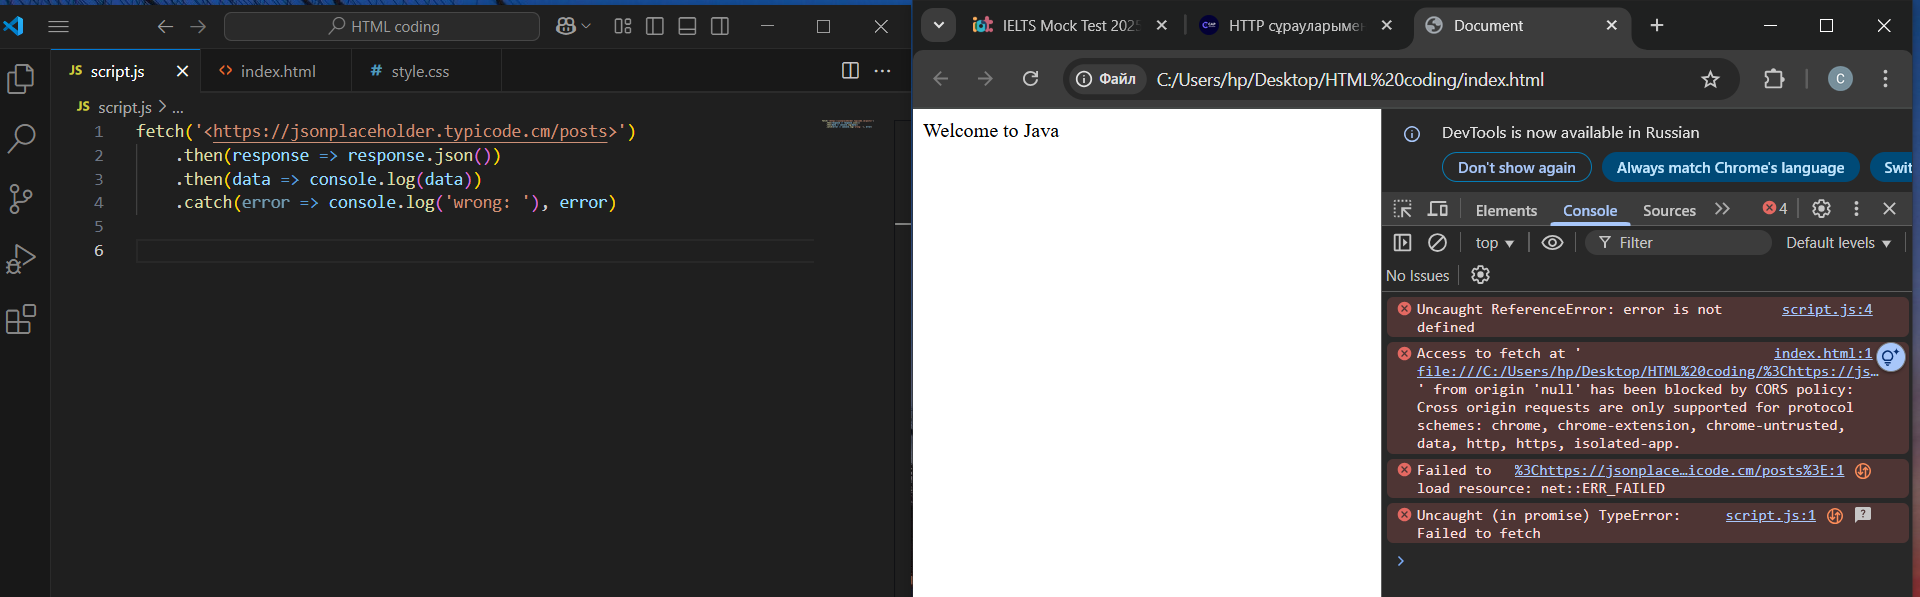 HTML coding
JS script.js
<> index.html
# style.css
JS script.js > ...
1 fetch('<https://jsonplaceholder.typicode.cm/posts>')
2 .then(response => response.json())
3 .then(data => console.log(data))
4 .catch(error => console.log('wrong: '), error)
5
6
IELTS Mock Test 2025
HTTP сұрауларымен
Document
Файл C:/Users/hp/Desktop/HTML%20coding/index.html
C
Welcome to Java
DevTools is now available in Russian
Don't show again
Always match Chrome's language
Swit
Elements Console Sources 4
top Filter Default levels
No Issues
Uncaught ReferenceError: error is not script.js:4
defined
Access to fetch at ' index.html:1
file:///C:/Users/hp/Desktop/HTML%20coding/%3Chttps://js…
' from origin 'null' has been blocked by CORS policy:
Cross origin requests are only supported for protocol
schemes: chrome, chrome-extension, chrome-untrusted,
data, http, https, isolated-app.
Failed to %3Chttps://jsonplace…icode.cm/posts%3E:1
load resource: net::ERR_FAILED
Uncaught (in promise) TypeError: script.js:1
Failed to fetch